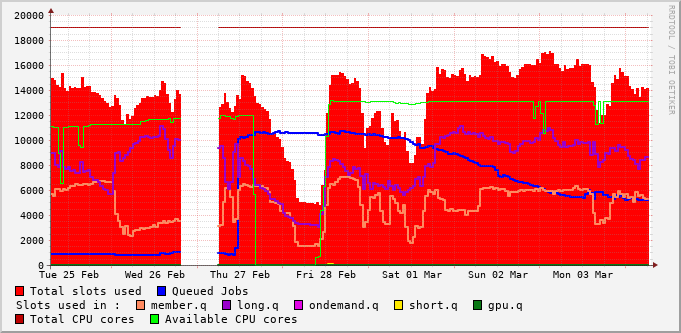 20000
18000
16000
14000
12000
10000
8000
6000
4000
2000
0
Tue 25 Feb Wed 26 Feb Thu 27 Feb Fri 28 Feb Sat 01 Mar Sun 02 Mar Mon 03 Mar
Total slots used Queued Jobs
Slots used in : member.q long.q ondemand.q short.q gpu.q
Total CPU cores Available CPU cores
RRDTOOL / TOBI OETIKER